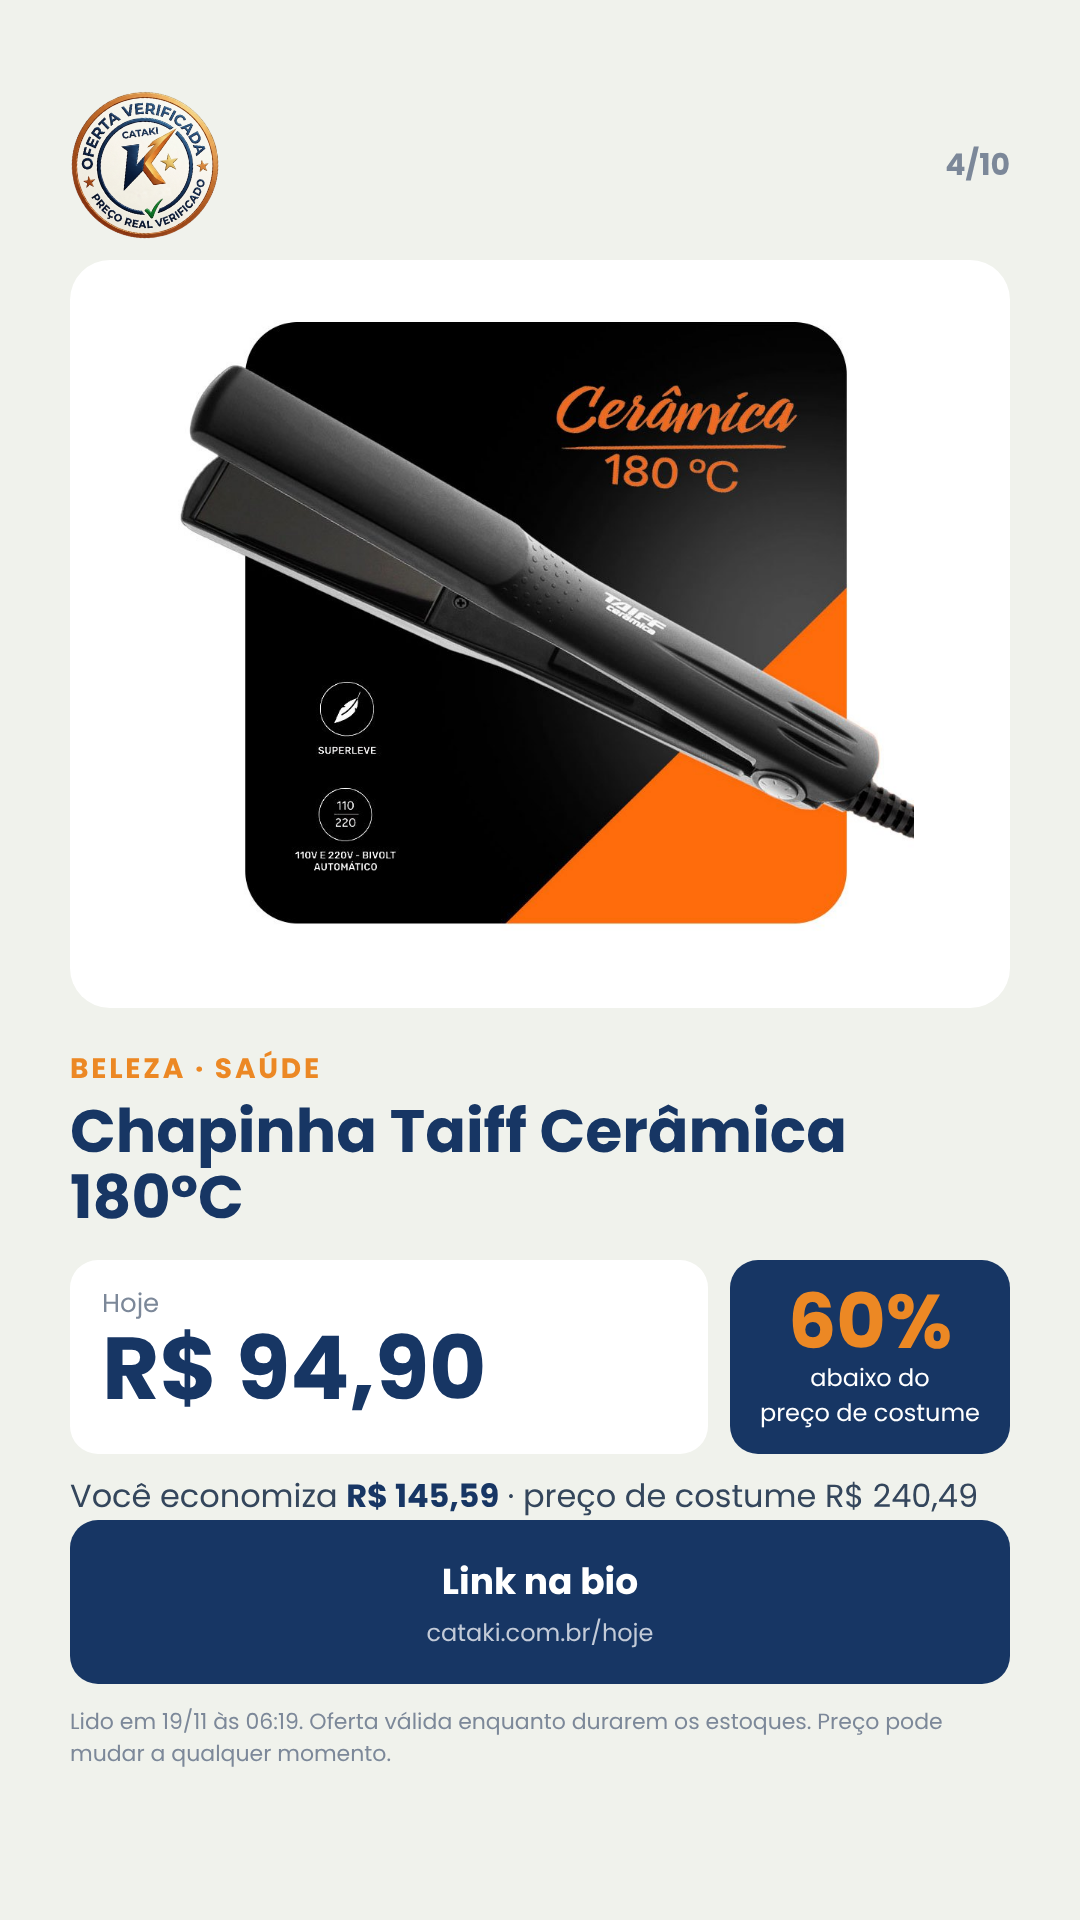 OFERTA VERIFICADA
CATAKI
K
PREÇO REAL VERIFICADO
4/10
Cerâmica
180 °C
TAIFF
cerâmica
SUPERLEVE
110
220
110V E 220V - BIVOLT
AUTOMÁTICO
BELEZA · SAÚDE
Chapinha Taiff Cerâmica
180°C
Hoje
R$ 94,90
60%
abaixo do
preço de costume
Você economiza R$ 145,59 · preço de costume R$ 240,49
Link na bio
cataki.com.br/hoje
Lido em 19/11 às 06:19. Oferta válida enquanto durarem os estoques. Preço pode
mudar a qualquer momento.